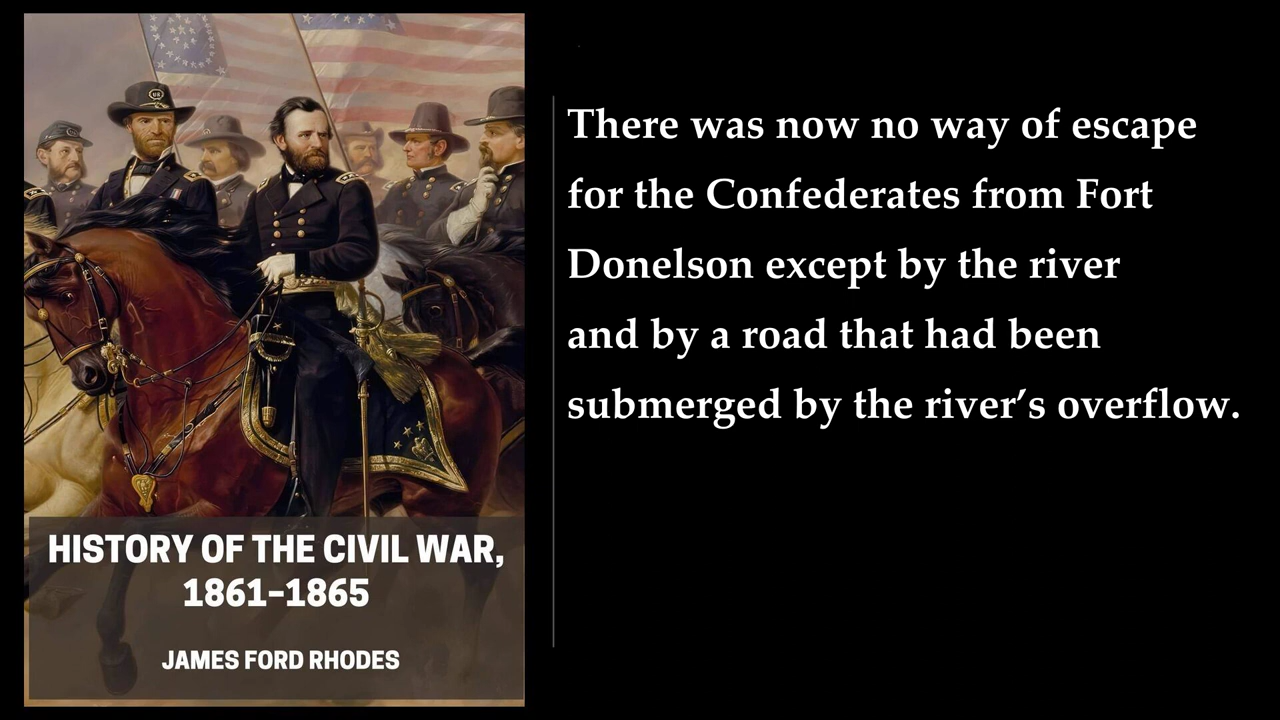 HISTORY OF THE CIVIL WAR,
1861–1865
JAMES FORD RHODES
There was now no way of escape
for the Confederates from Fort
Donelson except by the river
and by a road that had been
submerged by the river’s overflow.